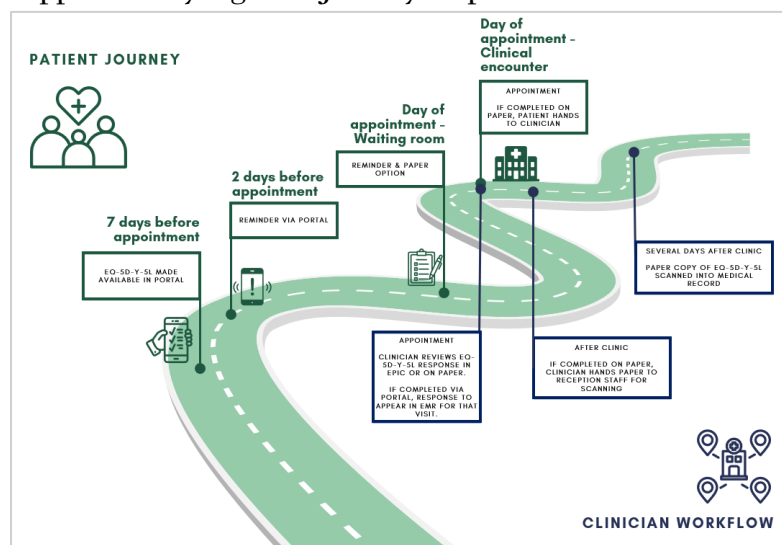 PATIENT JOURNEY
7 days before
appointment
EQ-5D-Y-5L MADE
AVAILABLE IN PORTAL
2 days before
appointment
REMINDER VIA PORTAL
Day of
appointment -
Waiting room
REMINDER & PAPER
OPTION
Day of
appointment -
Clinical
encounter
APPOINTMENT
IF COMPLETED ON
PAPER, PATIENT HANDS
TO CLINICIAN
APPOINTMENT
CLINICIAN REVIEWS EQ-
5D-Y-5L RESPONSE IN
EPIC OR ON PAPER.
IF COMPLETED VIA
PORTAL, RESPONSE TO
APPEAR IN EMR FOR THAT
VISIT.
AFTER CLINIC
IF COMPLETED ON PAPER,
CLINICIAN HANDS PAPER TO
RECEPTION STAFF FOR
SCANNING
SEVERAL DAYS AFTER CLINIC
PAPER COPY OF EQ-5D-Y-5L
SCANNED INTO MEDICAL
RECORD
CLINICIAN WORKFLOW